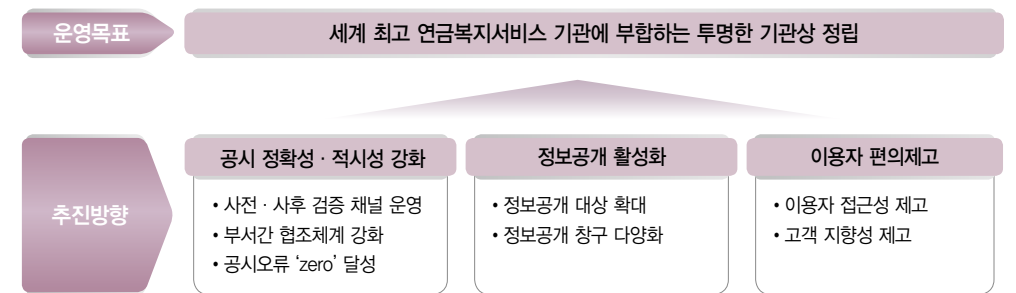 운영목표
세계 최고 연금복지서비스 기관에 부합하는 투명한 기관상 정립
추진방향
공시 정확성 · 적시성 강화
• 사전 · 사후 검증 채널 운영
• 부서간 협조체계 강화
• 공시오류 ‘zero’ 달성
정보공개 활성화
• 정보공개 대상 확대
• 정보공개 창구 다양화
이용자 편의제고
• 이용자 접근성 제고
• 고객 지향성 제고